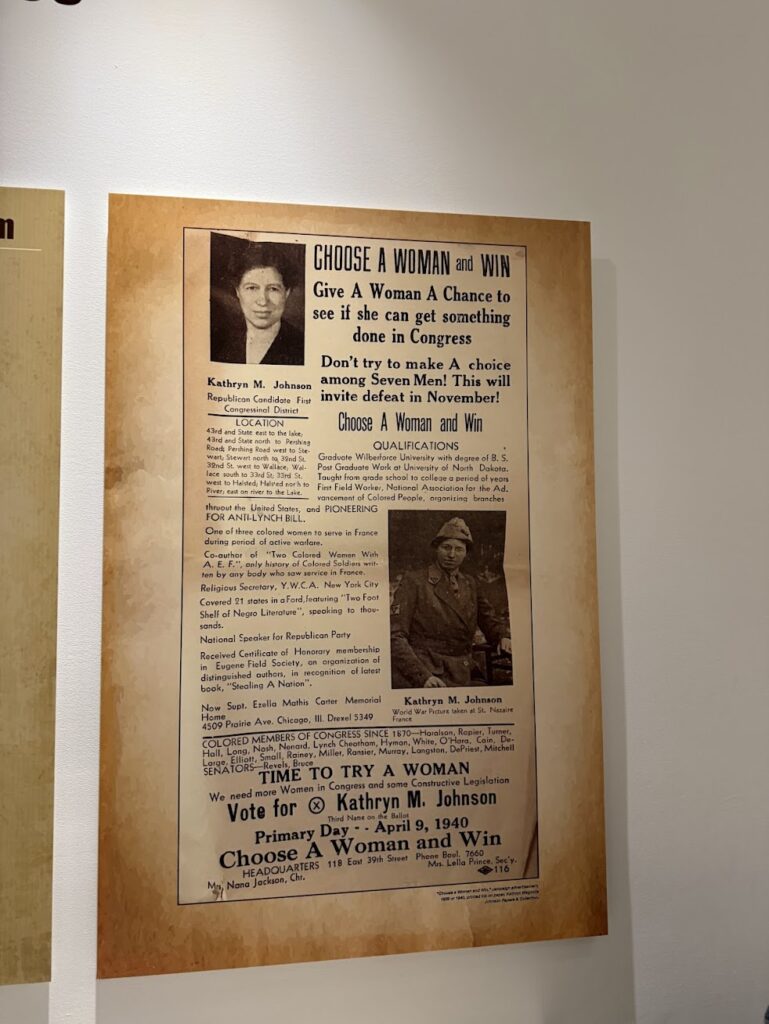 m
CHOOSE A WOMAN and WIN
Give A Woman A Chance to
see if she can get something
done in Congress
Don't try to make A choice
among Seven Men! This will
invite defeat in November!
Choose A Woman and Win
Kathryn M. Johnson
Republican Candidate First
Congressional District
LOCATION
43rd and State east to the lake,
43rd and State north to Pershing
Road; Pershing Road west to Ste-
wart; Stewart north to 32nd St.
32nd St. west to Wallace, Wal-
lace south to 33rd St; 33rd St.
west to Halsted; Halsted north to
River; east on river to the Lake.
QUALIFICATIONS
Graduate Wilberforce University with degree of B. S.
Post Graduate Work at University of North Dakota.
Taught from grade school to college a period of years
First Field Worker, National Association for the Ad-
vancement of Colored People, organizing branches
thruout the United States, and PIONEERING
FOR ANTI-LYNCH BILL.
One of three colored women to serve in France
during period of active warfare.
Co-author of "Two Colored Women With
A. E. F.", only history of Colored Soldiers writ-
ten by any body who saw service in France.
Religious Secretary, Y.W.C.A. New York City
Covered 21 states in a Ford, featuring "Two Foot
Shelf of Negro Literature", speaking to thou-
sands.
National Speaker for Republican Party
Received Certificate of Honorary membership
in Eugene Field Society, an organization of
distinguished authors, in recognition of latest
book, "Stealing A Nation".
Now Supt. Ezella Mathis Carter Memorial
Home
4509 Prairie Ave. Chicago, Ill. Drexel 5349
Kathryn M. Johnson
World War Picture taken at St. Nazaire
France
COLORED MEMBERS OF CONGRESS SINCE 1870—Haralson, Rapier, Turner,
Hall, Long, Nash, Nenard, Lynch Cheatham, Hyman, White, O'Hara, Cain, De-
Large, Elliott, Small, Rainey, Miller, Ransier, Murray, Langston, DePriest, Mitchell
SENATORS—Revels, Bruce
TIME TO TRY A WOMAN
We need more Women in Congress and some Constructive Legislation
Vote for ⓧ Kathryn M. Johnson
Third Name on the Ballot
Primary Day - - April 9, 1940
Choose A Woman and Win
HEADQUARTERS 118 East 39th Street Phone Boul. 7660
Mrs. Nana Jackson, Chr. Mrs. Lella Prince, Sec'y.
116
"Choose a Woman and Win," campaign advertisement,
Johnson Papers &